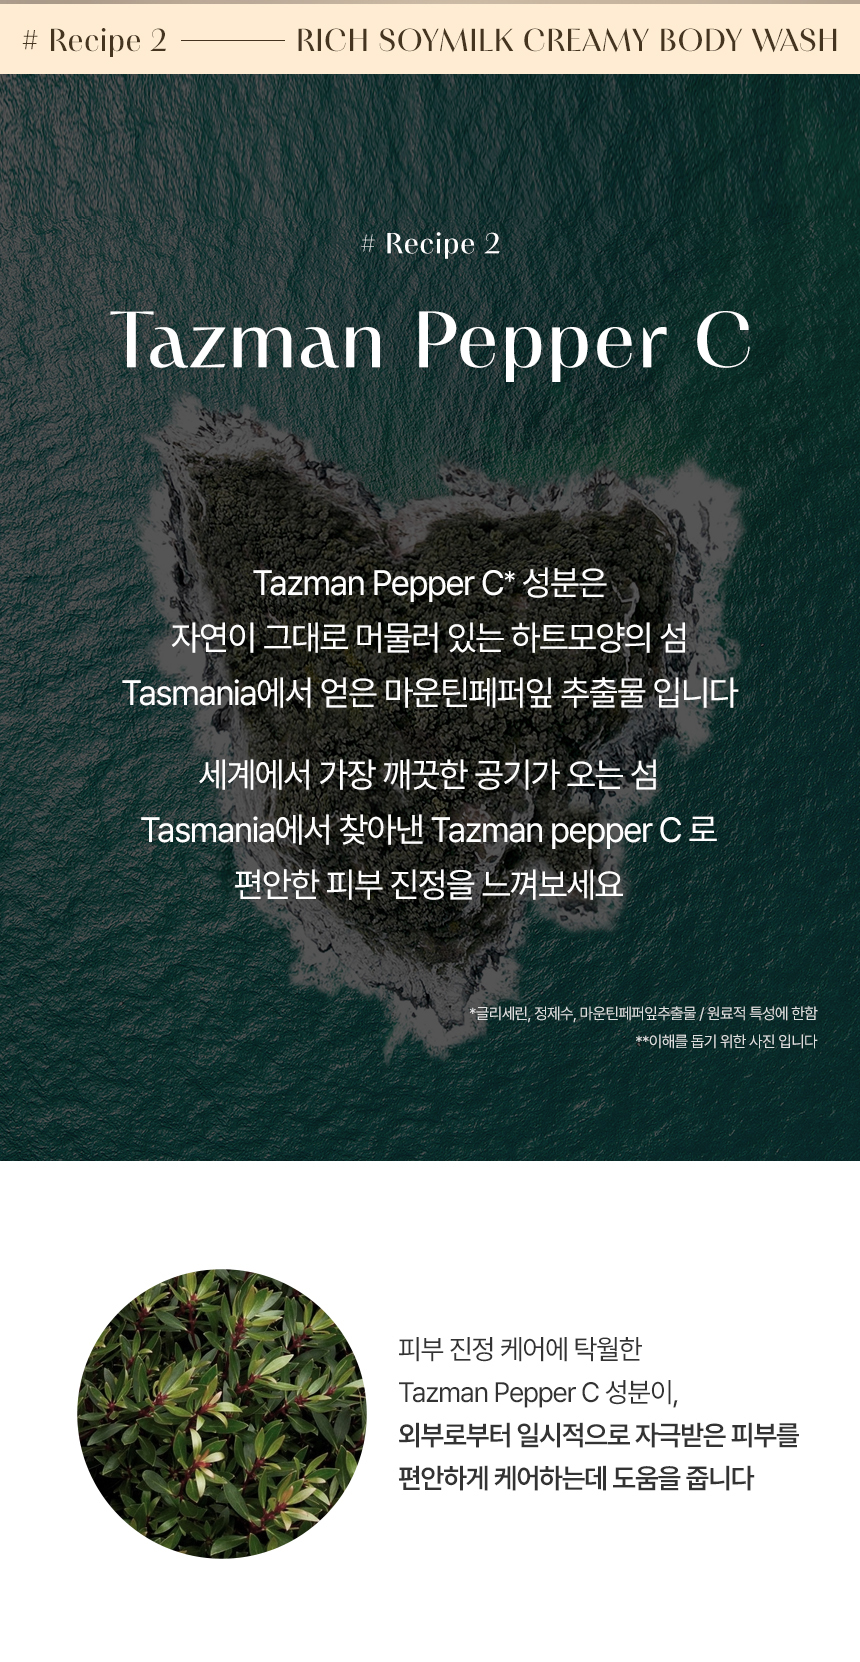 # Recipe 2 RICH SOYMILK CREAMY BODY WASH
# Recipe 2
Tazman Pepper C
Tazman Pepper C* 성분은
자연이 그대로 머물러 있는 하트모양의 섬
Tasmania에서 얻은 마운틴페퍼잎 추출물 입니다
세계에서 가장 깨끗한 공기가 오는 섬
Tasmania에서 찾아낸 Tazman pepper C 로
편안한 피부 진정을 느껴보세요
*글리세린, 정제수, 마운틴페퍼잎추출물 / 원료적 특성에 한함
**이해를 돕기 위한 사진 입니다
피부 진정 케어에 탁월한
Tazman Pepper C 성분이,
외부로부터 일시적으로 자극받은 피부를
편안하게 케어하는데 도움을 줍니다